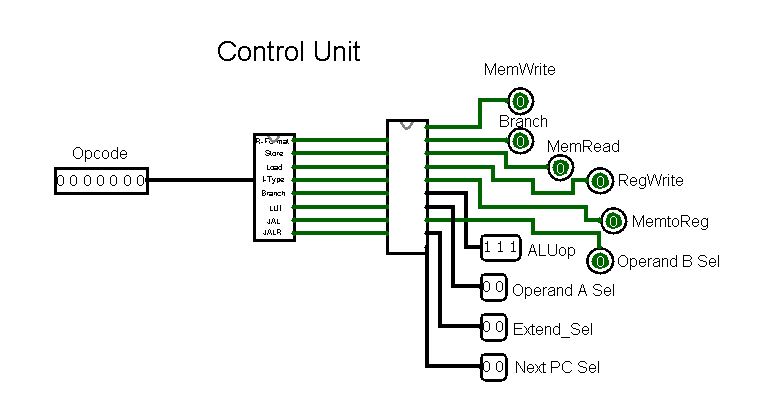 Control Unit
MemWrite
Branch
0
0
Opcode
MemRead
0
0 0 0 0 0 0 0
R-Format
Store
Load
I-Type
Branch
LUI
JAL
JALR
0
RegWrite
0
MemtoReg
1 1 1
ALUop
0
Operand B Sel
0 0
Operand A Sel
0 0
Extend_Sel
0 0
Next PC Sel